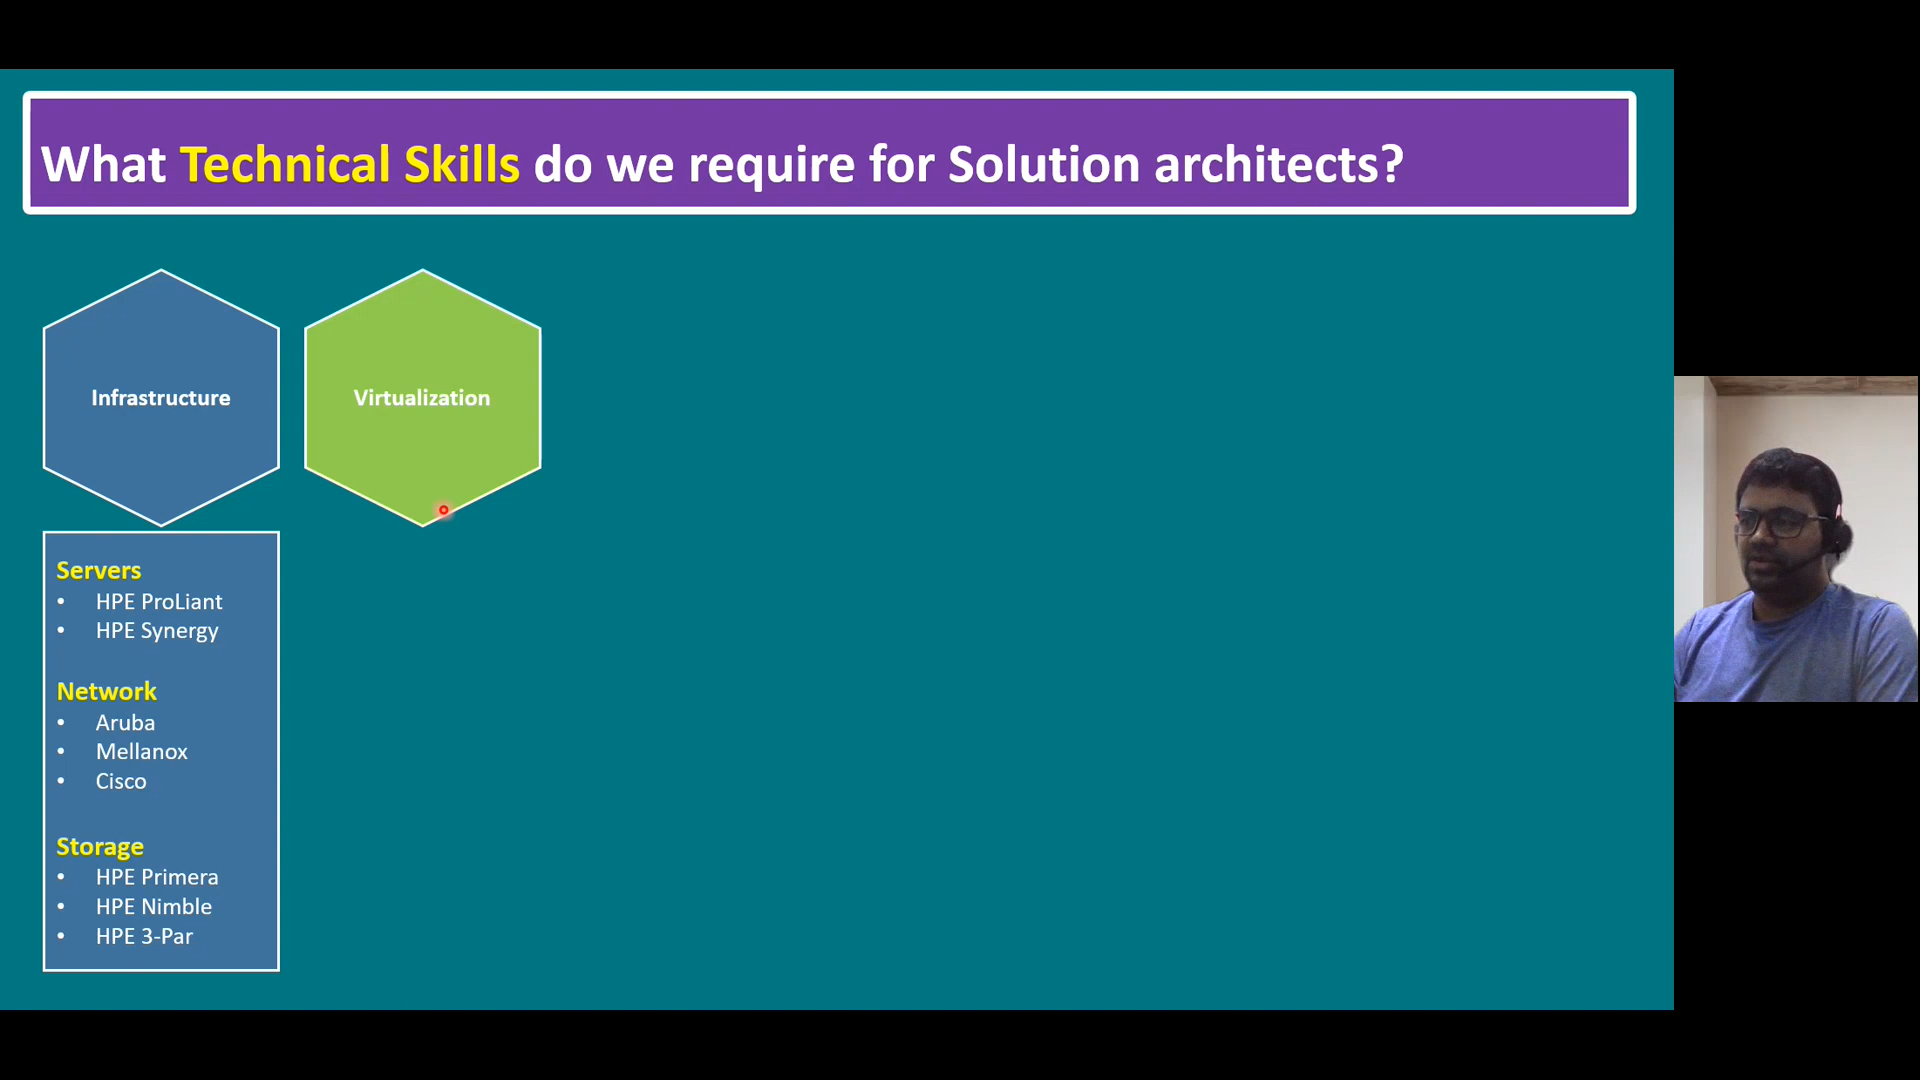 What Technical Skills do we require for Solution architects?
Infrastructure
Virtualization
Servers
• HPE ProLiant
• HPE Synergy
Network
• Aruba
• Mellanox
• Cisco
Storage
• HPE Primera
• HPE Nimble
• HPE 3-Par